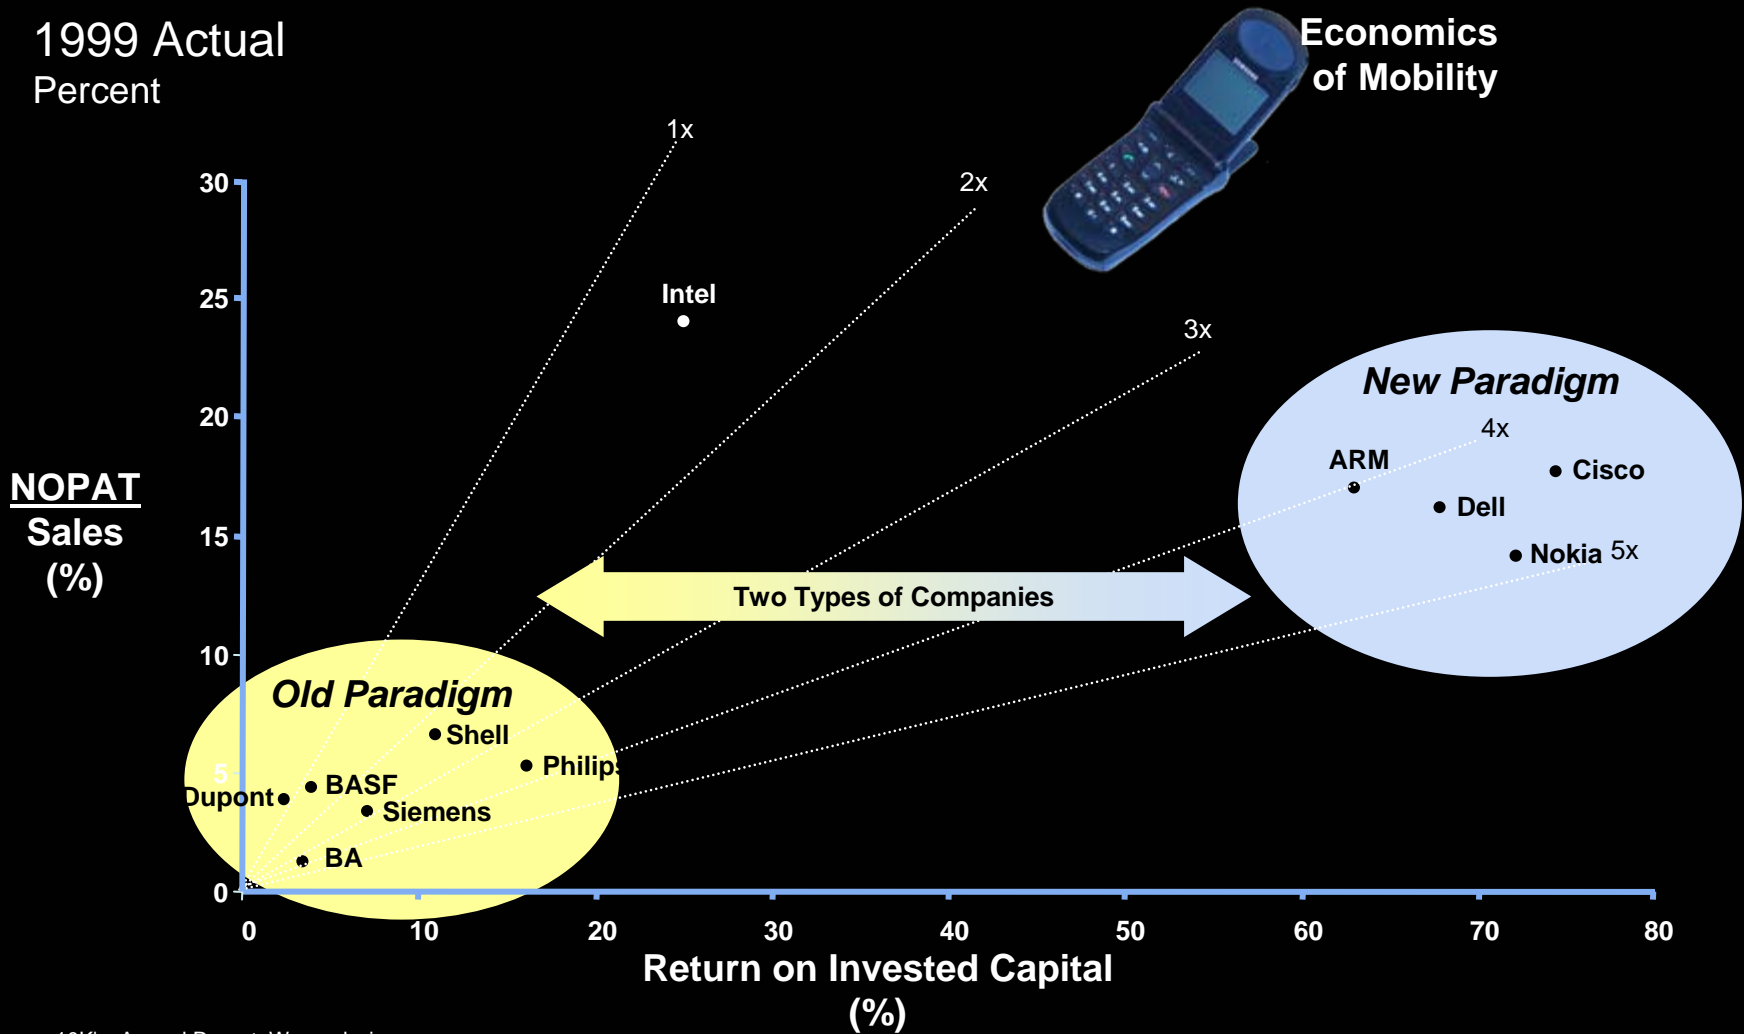 1999 Actual
Percent
Economics
of Mobility
1x
2x
3x
30
25
20
15
10
5
0
Intel
New Paradigm
4x
ARM
Cisco
Dell
Nokia 5x
NOPAT
Sales
(%)
Two Types of Companies
Old Paradigm
Shell
Philips
BASF
Dupont
Siemens
BA
0 10 20 30 40 50 60 70 80
Return on Invested Capital
(%)